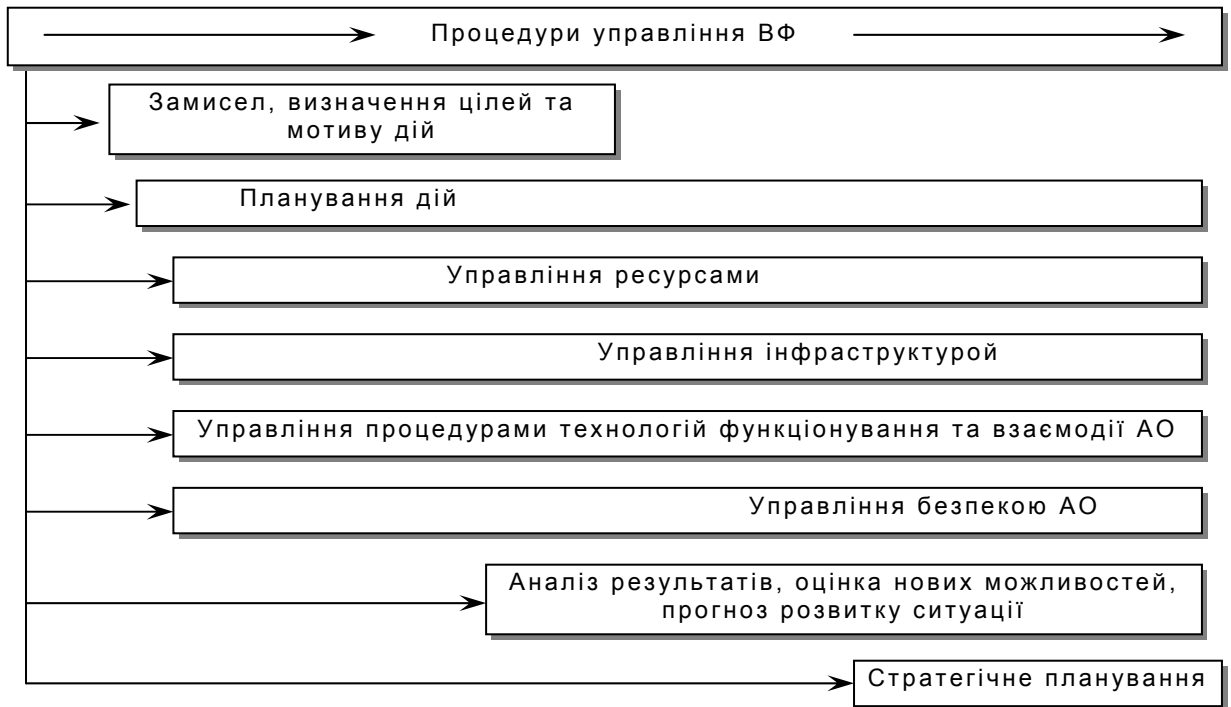 Процедури управління ВФ
Замисел, визначення цілей та
мотиву дій
Планування дій
Управління ресурсами
Управління інфраструктурой
Управління процедурами технологій функціонування та взаємодії АО
Управління безпекою АО
Аналіз результатів, оцінка нових можливостей,
прогноз розвитку ситуації
Стратегічне планування